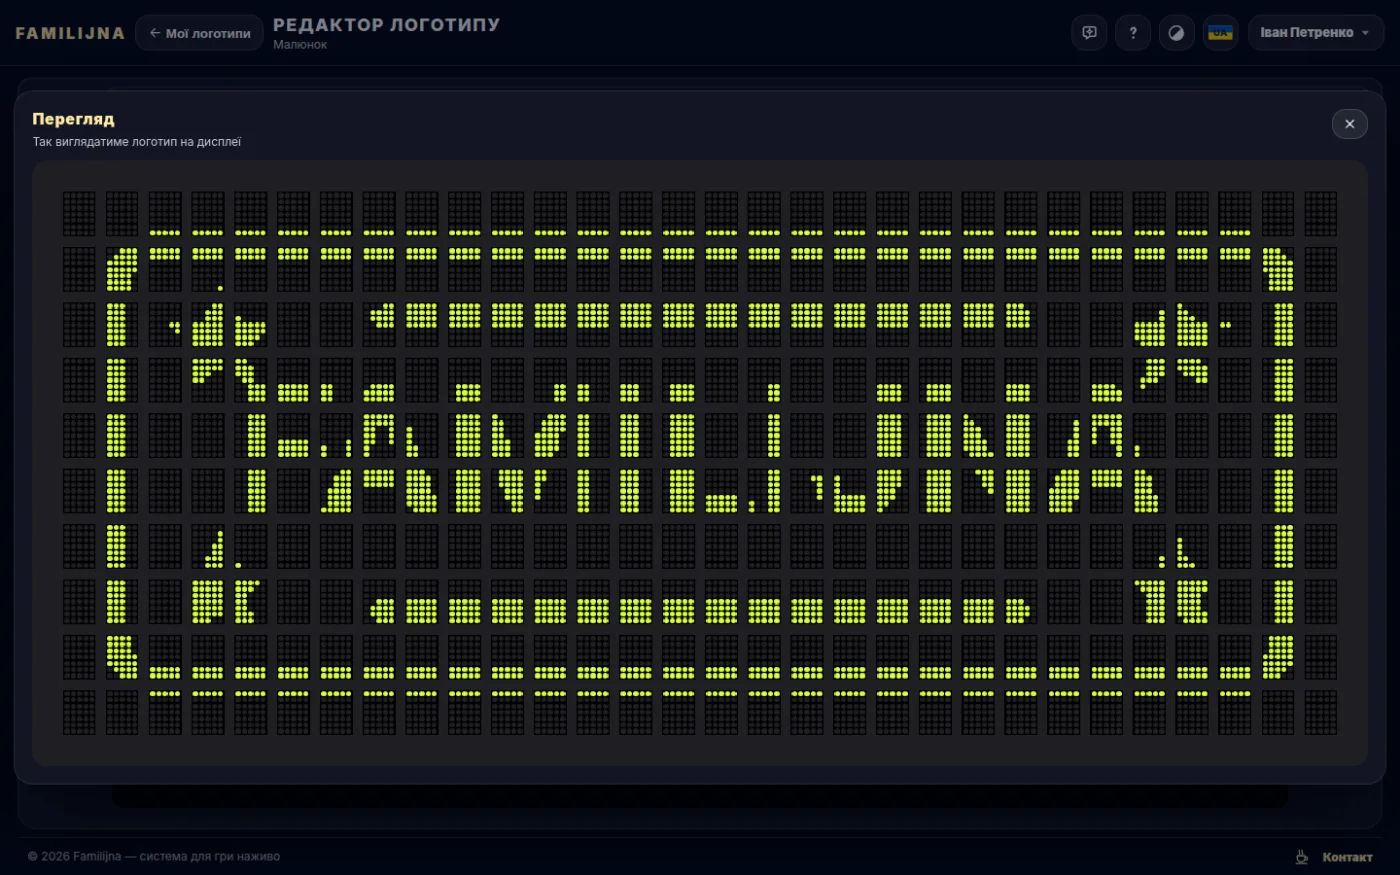 FAMILIJNA
← Мої логотипи
РЕДАКТОР ЛОГОТИПУ
Малюнок
?
UA
Іван Петренко
Перегляд
Так виглядатиме логотип на дисплеї
FAMILIJNA
© 2026 Familijna — система для гри наживо
Контакт